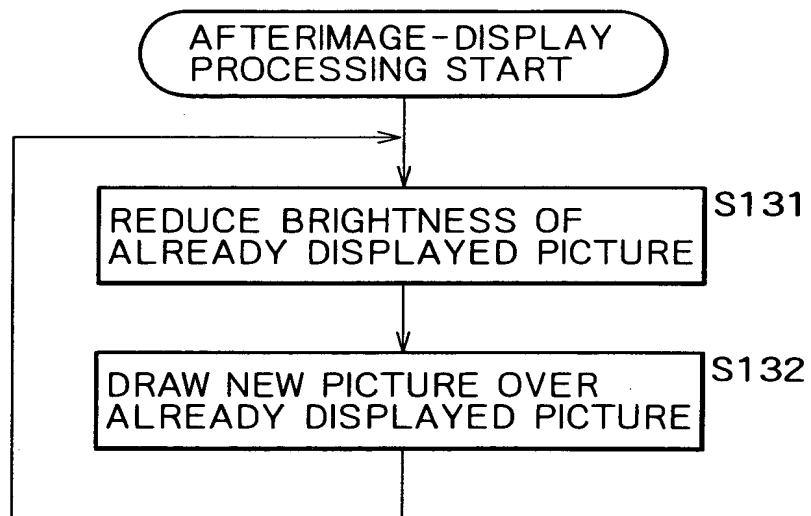 AFTERIMAGE-DISPLAY
PROCESSING START
REDUCE BRIGHTNESS OF
ALREADY DISPLAYED PICTURE
S131
DRAW NEW PICTURE OVER
ALREADY DISPLAYED PICTURE
S132